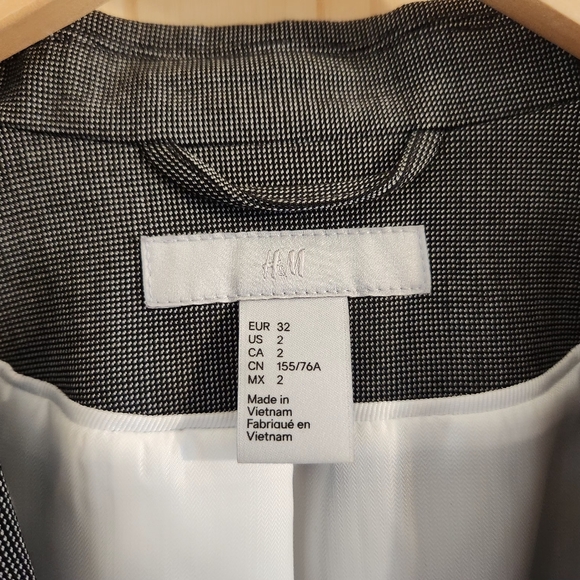 H&M
EUR 32
US 2
CA 2
CN 155/76A
MX 2
Made in
Vietnam
Fabriqué en
Vietnam